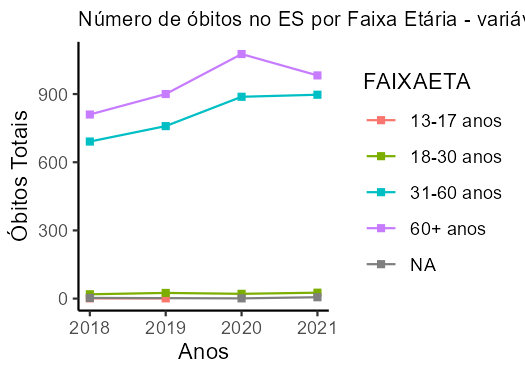 Número de óbitos no ES por Faixa Etária - variáv
Óbitos Totais
900
600
300
0
2018 2019 2020 2021
Anos
FAIXAETA
13-17 anos
18-30 anos
31-60 anos
60+ anos
NA